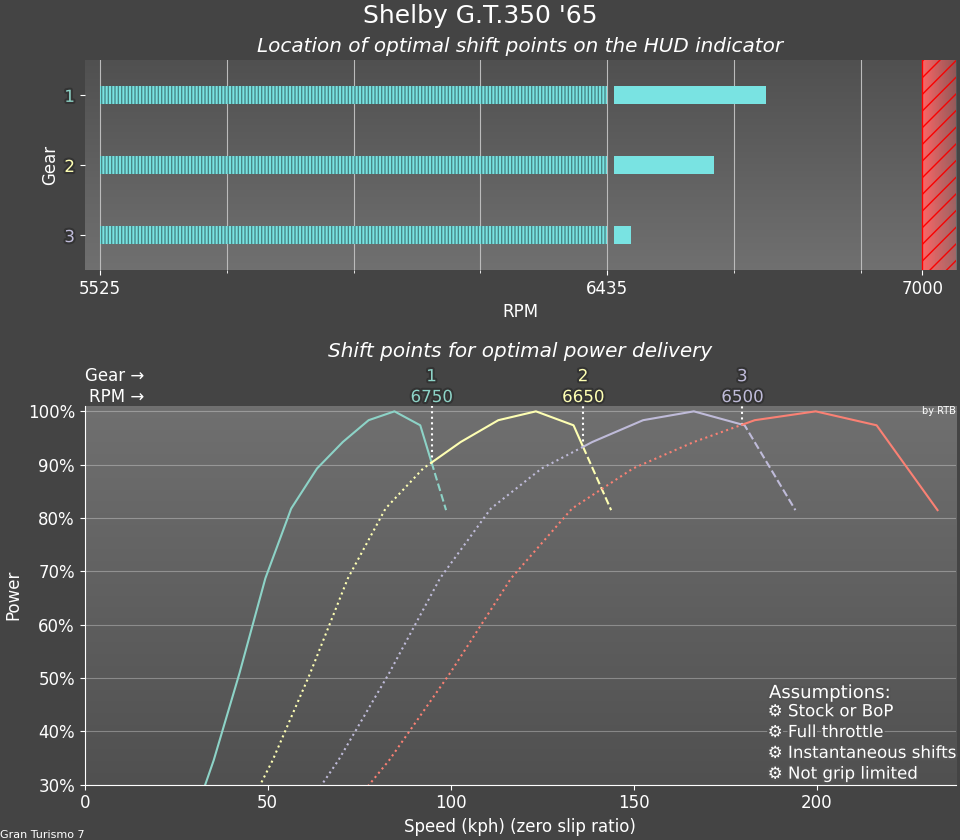 Shelby G.T.350 '65
Location of optimal shift points on the HUD indicator
Gear
1
2
3
5525 6435 7000
RPM
Shift points for optimal power delivery
Gear → 1 2 3
RPM → 6750 6650 6500
by RTB
Power
100%
90%
80%
70%
60%
50%
40%
30%
Assumptions:
⚙ Stock or BoP
⚙ Full throttle
⚙ Instantaneous shifts
⚙ Not grip limited
0 50 100 150 200
Speed (kph) (zero slip ratio)
Gran Turismo 7